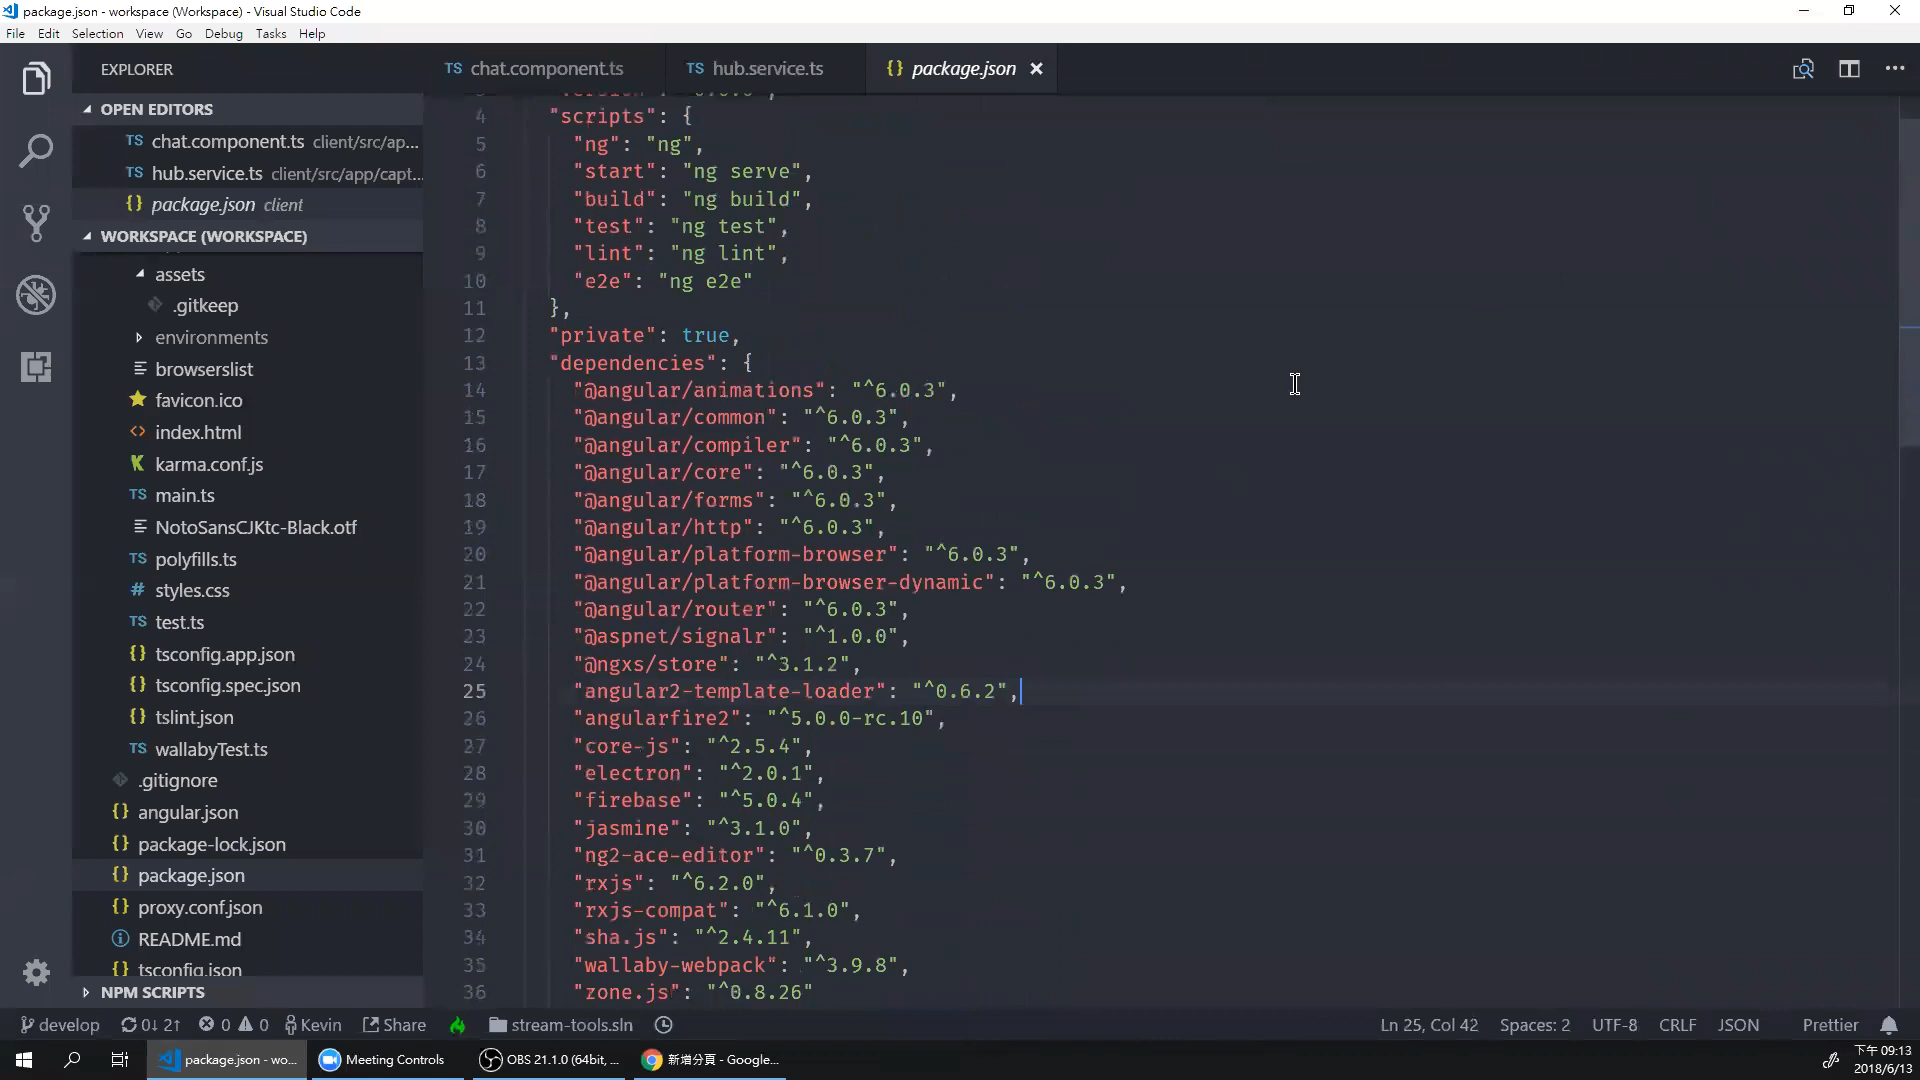 package.json - workspace (Workspace) - Visual Studio Code
File Edit Selection View Go Debug Tasks Help
EXPLORER
OPEN EDITORS
TS chat.component.ts client/src/ap...
TS hub.service.ts client/src/app/capt...
{} package.json client
WORKSPACE (WORKSPACE)
assets
.gitkeep
environments
browserslist
favicon.ico
<> index.html
karma.conf.js
TS main.ts
NotoSansCJKtc-Black.otf
TS polyfills.ts
# styles.css
TS test.ts
{} tsconfig.app.json
{} tsconfig.spec.json
{} tslint.json
TS wallabyTest.ts
.gitignore
{} angular.json
{} package-lock.json
{} package.json
{} proxy.conf.json
README.md
{} tsconfig.json
NPM SCRIPTS
TS chat.component.ts TS hub.service.ts {} package.json
4 "scripts": {
5 "ng": "ng",
6 "start": "ng serve",
7 "build": "ng build",
8 "test": "ng test",
9 "lint": "ng lint",
10 "e2e": "ng e2e"
11 },
12 "private": true,
13 "dependencies": {
14 "@angular/animations": "^6.0.3",
15 "@angular/common": "^6.0.3",
16 "@angular/compiler": "^6.0.3",
17 "@angular/core": "^6.0.3",
18 "@angular/forms": "^6.0.3",
19 "@angular/http": "^6.0.3",
20 "@angular/platform-browser": "^6.0.3",
21 "@angular/platform-browser-dynamic": "^6.0.3",
22 "@angular/router": "^6.0.3",
23 "@aspnet/signalr": "^1.0.0",
24 "@ngxs/store": "^3.1.2",
25 "angular2-template-loader": "^0.6.2",
26 "angularfire2": "^5.0.0-rc.10",
27 "core-js": "^2.5.4",
28 "electron": "^2.0.1",
29 "firebase": "^5.0.4",
30 "jasmine": "^3.1.0",
31 "ng2-ace-editor": "^0.3.7",
32 "rxjs": "^6.2.0",
33 "rxjs-compat": "^6.1.0",
34 "sha.js": "^2.4.11",
35 "wallaby-webpack": "^3.9.8",
36 "zone.js": "^0.8.26"
develop 0↓ 2↑ 0 0 Kevin Share stream-tools.sln Ln 25, Col 42 Spaces: 2 UTF-8 CRLF JSON Prettier
package.json - wo... Meeting Controls OBS 21.1.0 (64bit, ... 新增分頁 - Google... 下午 09:13
2018/6/13